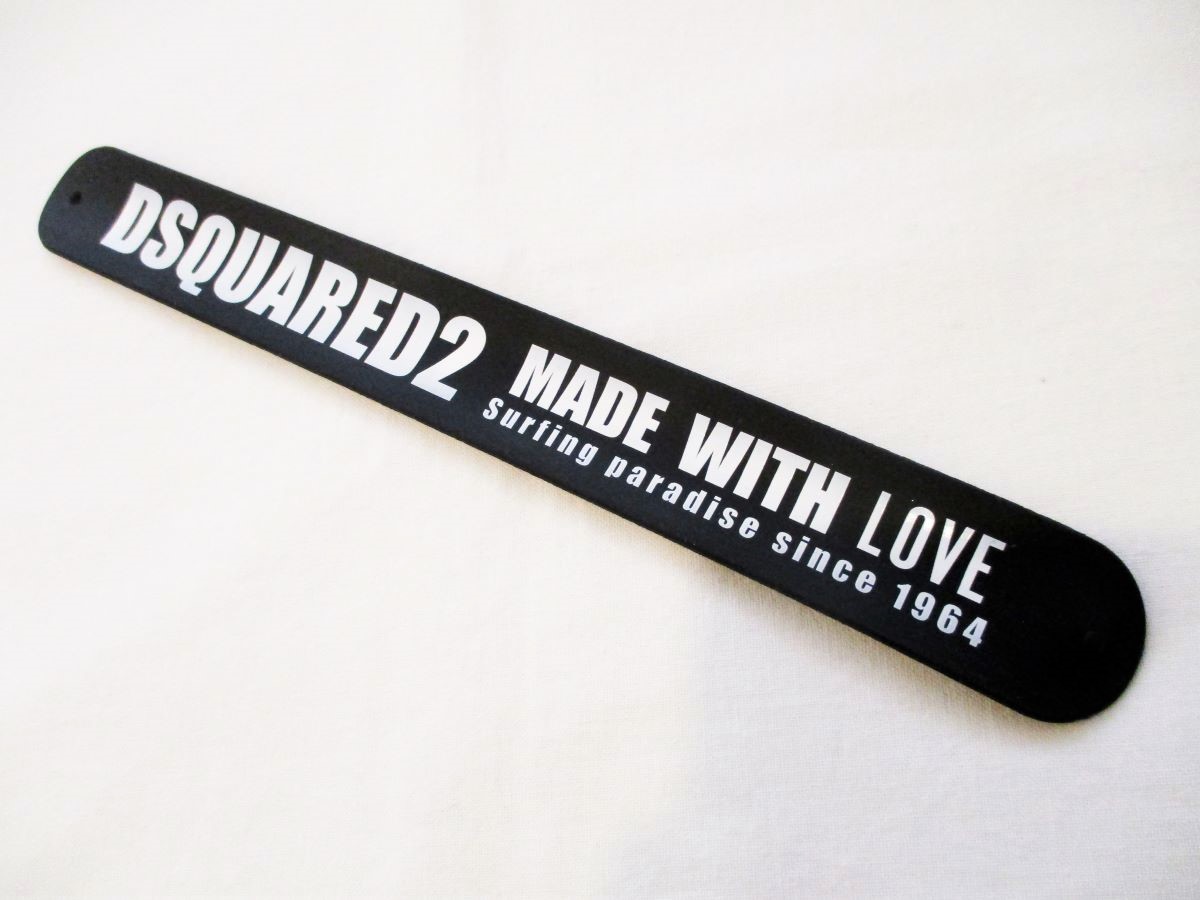 DSQUARED2 MADE WITH LOVE
Surfing paradise since 1964